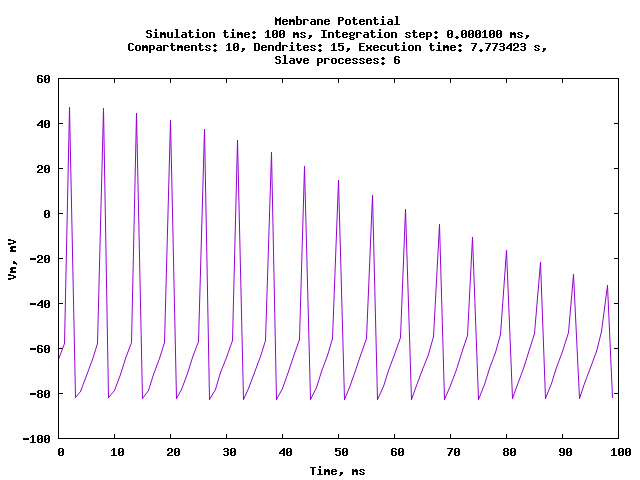 Membrane Potential
Simulation time: 100 ms, Integration step: 0.000100 ms,
Compartments: 10, Dendrites: 15, Execution time: 7.773423 s,
Slave processes: 6
60
40
20
0
-20
-40
-60
-80
-100
Vm, mV
0 10 20 30 40 50 60 70 80 90 100
Time, ms